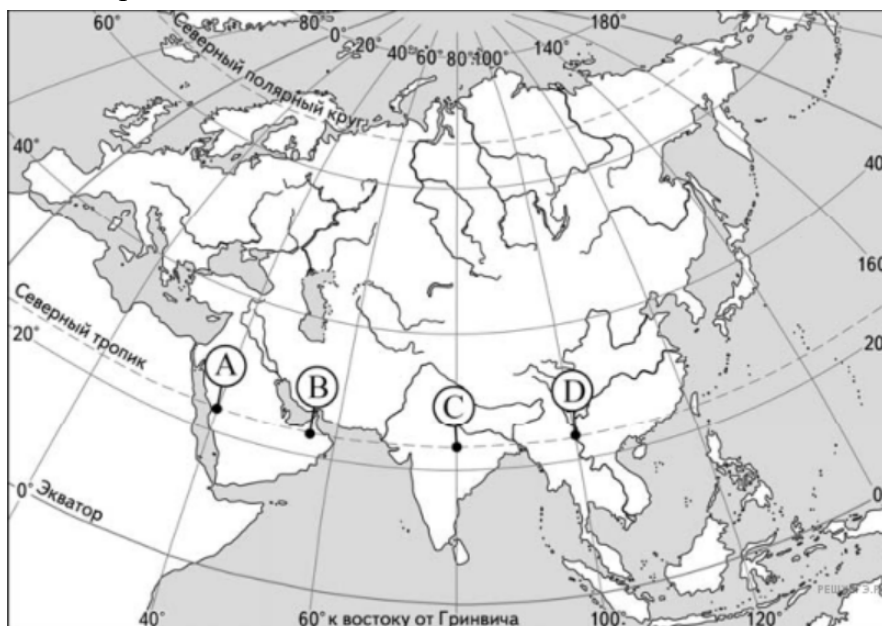 60° 80° 180°
0° 20° 40° 60° 80° 100° 140°
Северный полярный круг
40° 40
160°
Северный тропик
20° 20
A
B
C
D
0° Экватор 0
40° 60° к востоку от Гринвича 100° 120°